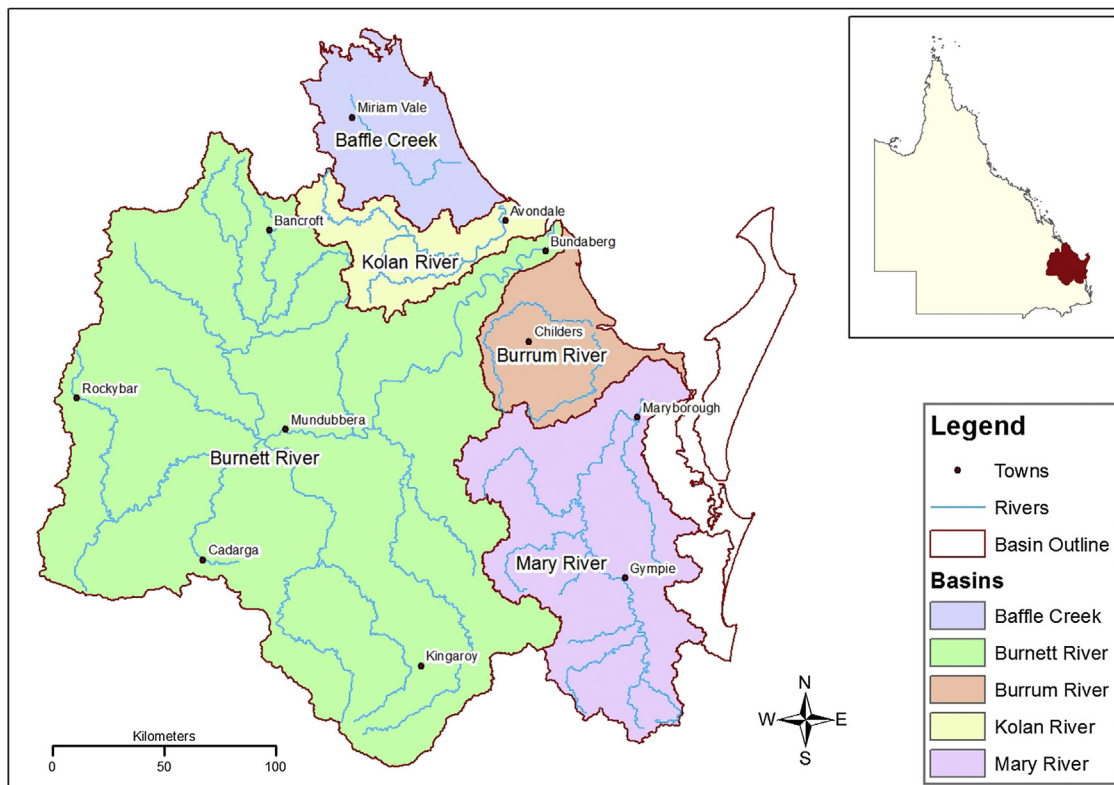 Miriam Vale
Baffle Creek
Avondale
Bancroft
Bundaberg
Kolan River
Childers
Burrum River
Rockybar
Maryborough
Mundubbera
Burnett River
Cadarga
Mary River
Gympie
Kingaroy
Kilometers
0 50 100
N
W E
S
Legend
Towns
Rivers
Basin Outline
Basins
Baffle Creek
Burnett River
Burrum River
Kolan River
Mary River